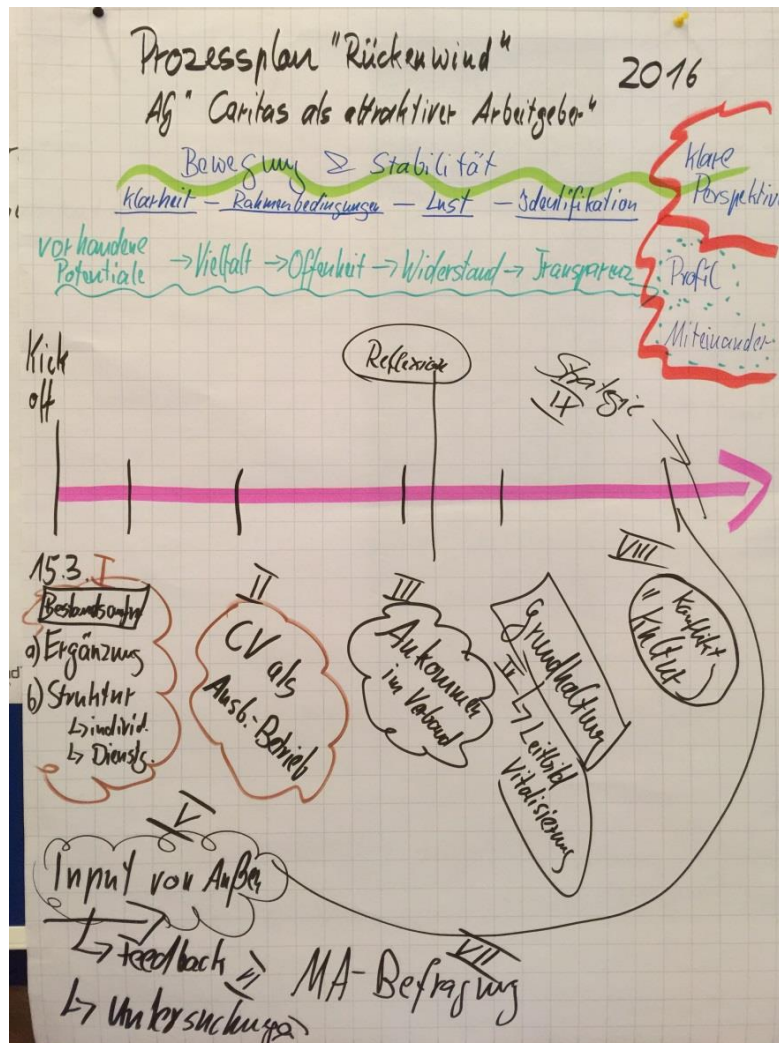 Prozessplan "Rückenwind"
2016
AG "Caritas als attraktiver Arbeitgeber"
Bewegung & Stabilität
Klarheit – Rahmenbedingungen – Lust – Identifikation
Klare
Perspektiv
vorhandene
Potentiale → Vielfalt → Offenheit → Widerstand → Transparenz
Profil
Miteinander
Kick
off
Reflexion
Strategie
IX
15.3. I
Bestandsaufn
a) Ergänzung
b) Struktur
↳ individ.
↳ Dienstg.
II
CV als
Ausb.-Betrieb
III
Ankommen
im Verband
Grundhaltung
IV
↳ Leitbild
Vitalisierung
VIII
"Konflikt
Kultur"
V
Input von Außen
↳ Feedback
↳ Untersuchungen
VII
MA-Befragung